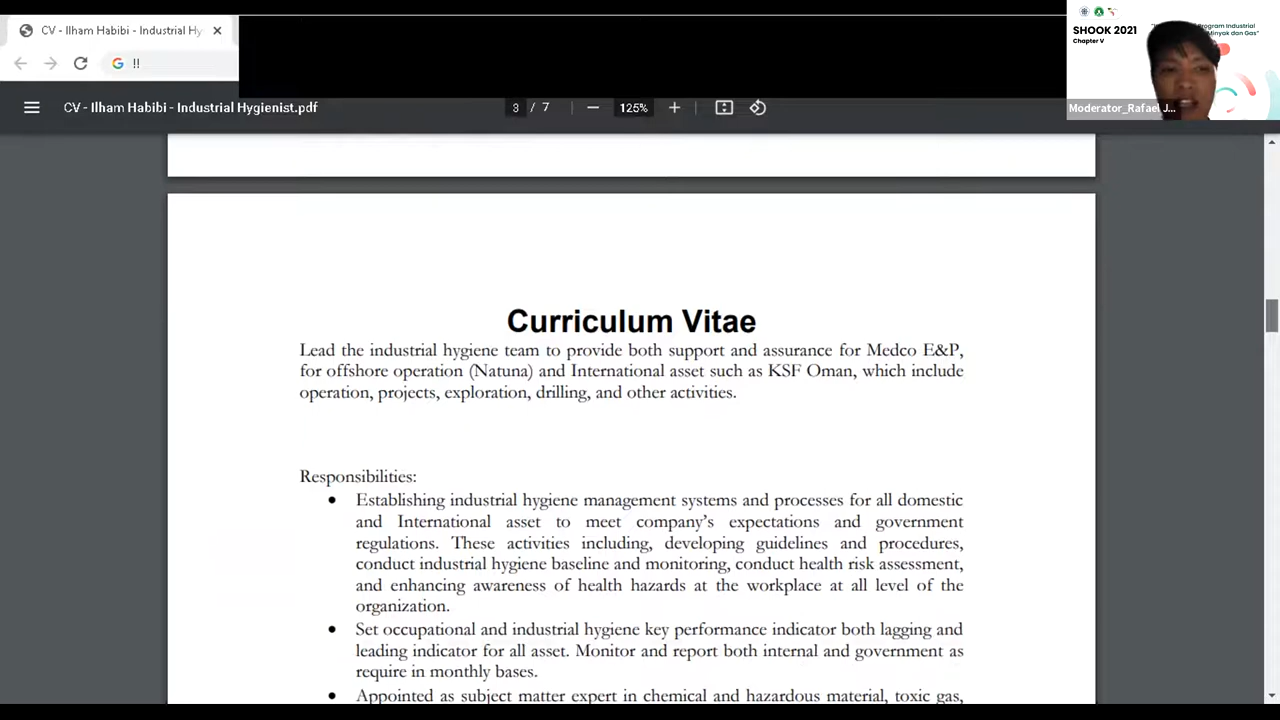 CV - Ilham Habibi - Industrial Hy
!!
SHOOK 2021
Chapter V
Program Industrial
Minyak dan Gas"
Moderator_Rafael J...
CV - Ilham Habibi - Industrial Hygienist.pdf
3 / 7
125%
Curriculum Vitae
Lead the industrial hygiene team to provide both support and assurance for Medco E&P,
for offshore operation (Natuna) and International asset such as KSF Oman, which include
operation, projects, exploration, drilling, and other activities.
Responsibilities:
• Establishing industrial hygiene management systems and processes for all domestic
and International asset to meet company's expectations and government
regulations. These activities including, developing guidelines and procedures,
conduct industrial hygiene baseline and monitoring, conduct health risk assessment,
and enhancing awareness of health hazards at the workplace at all level of the
organization.
• Set occupational and industrial hygiene key performance indicator both lagging and
leading indicator for all asset. Monitor and report both internal and government as
require in monthly bases.
• Appointed as subject matter expert in chemical and hazardous material, toxic gas,